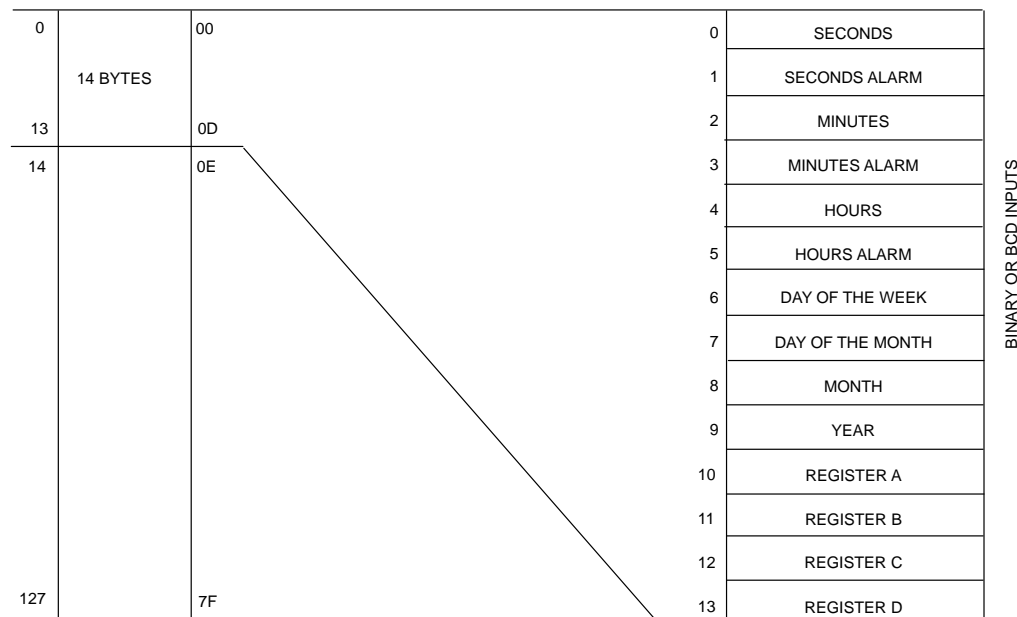 0
00
14 BYTES
13
0D
14
0E
127
7F
0 SECONDS
1 SECONDS ALARM
2 MINUTES
3 MINUTES ALARM
4 HOURS
5 HOURS ALARM
6 DAY OF THE WEEK
7 DAY OF THE MONTH
8 MONTH
9 YEAR
10 REGISTER A
11 REGISTER B
12 REGISTER C
13 REGISTER D
BINARY OR BCD INPUTS